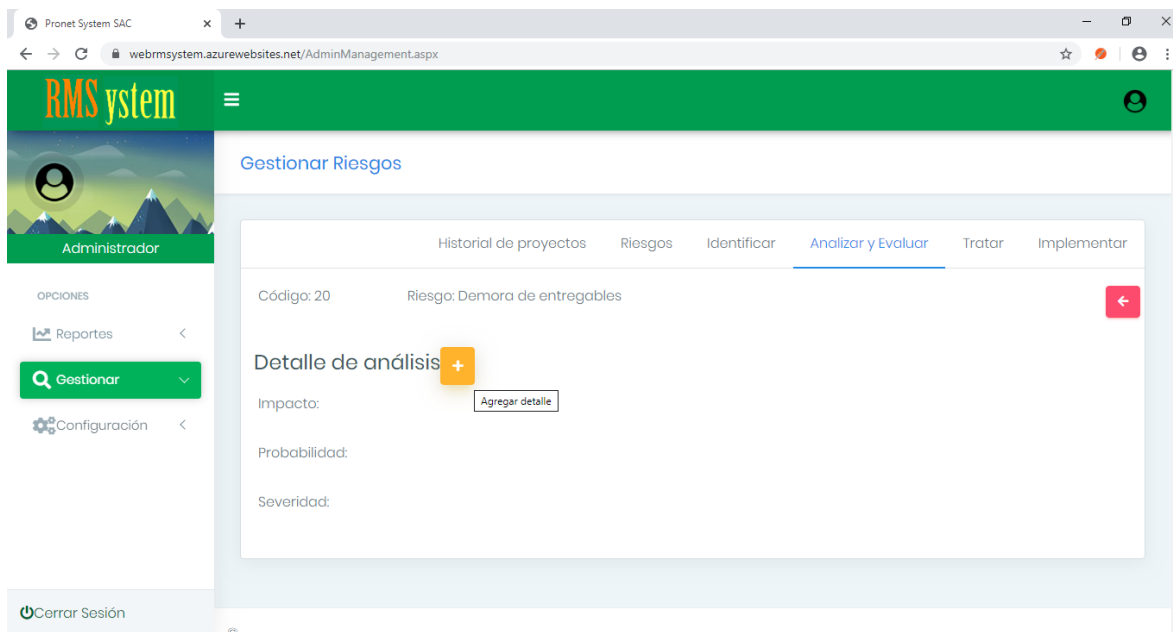 Pronet System SAC
webrmsystem.azurewebsites.net/AdminManagement.aspx
RMSystem
Gestionar Riesgos
Administrador
Historial de proyectos Riesgos Identificar Analizar y Evaluar Tratar Implementar
OPCIONES
Código: 20 Riesgo: Demora de entregables
Reportes
Detalle de análisis
Gestionar
Agregar detalle
Impacto:
Configuración
Probabilidad:
Severidad:
Cerrar Sesión